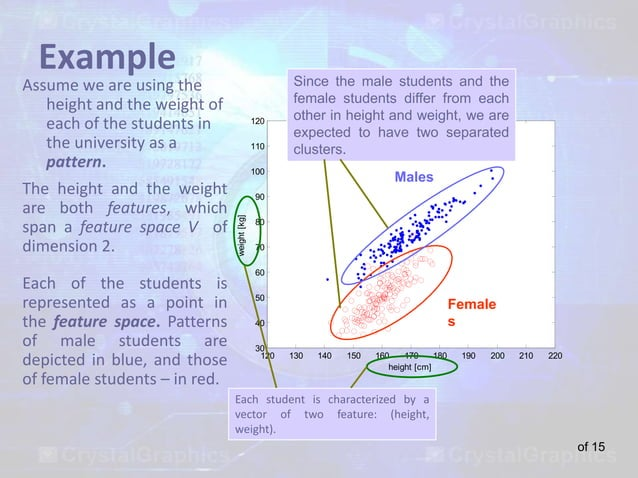 CrystalGraphics
CrystalGraphics
Example
Assume we are using the
height and the weight of
each of the students in
the university as a
pattern.
The height and the weight
are both features, which
span a feature space V of
dimension 2.
Each of the students is
represented as a point in
the feature space. Patterns
of male students are
depicted in blue, and those
of female students – in red.
Since the male students and the
female students differ from each
other in height and weight, we are
expected to have two separated
clusters.
120
110
100
90
80
70
60
50
40
30
weight [kg]
Males
Female
s
120 130 140 150 160 170 180 190 200 210 220
height [cm]
Each student is characterized by a
vector of two feature: (height,
weight).
of 15
CrystalGraphics
CrystalGraphics